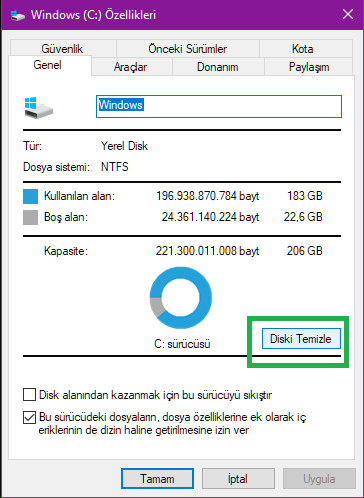 Windows (C:) Özellikleri
Güvenlik Önceki Sürümler Kota
Genel Araçlar Donanım Paylaşım
Windows
Tür: Yerel Disk
Dosya sistemi: NTFS
Kullanılan alan: 196.938.870.784 bayt 183 GB
Boş alan: 24.361.140.224 bayt 22,6 GB
Kapasite: 221.300.011.008 bayt 206 GB
C: sürücüsü
Diski Temizle
Disk alanından kazanmak için bu sürücüyü sıkıştır
Bu sürücüdeki dosyaların, dosya özelliklerine ek olarak iç
eriklerinin de dizin haline getirilmesine izin ver
Tamam İptal Uygula